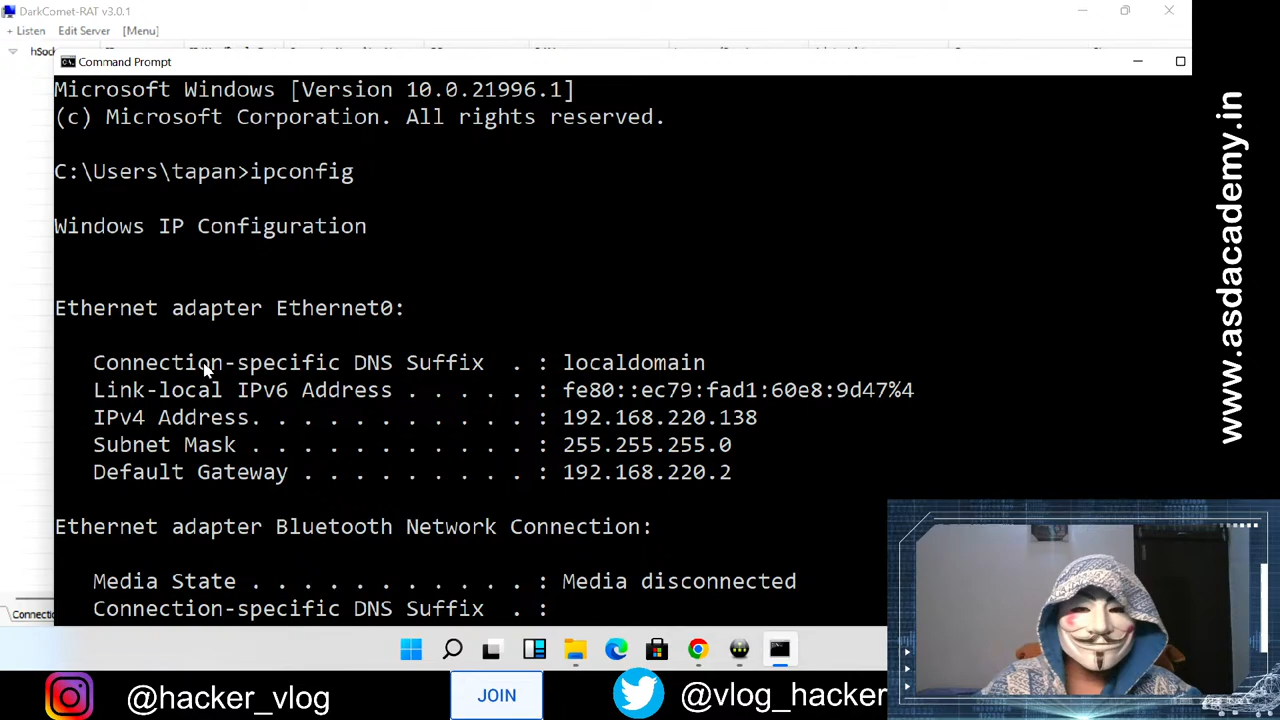 DarkComet-RAT v3.0.1
+ Listen Edit Server [Menu]
hSock
Command Prompt
Microsoft Windows [Version 10.0.21996.1]
(c) Microsoft Corporation. All rights reserved.
C:\Users\tapan>ipconfig
Windows IP Configuration
Ethernet adapter Ethernet0:
Connection-specific DNS Suffix . : localdomain
Link-local IPv6 Address . . . . . : fe80::ec79:fad1:60e8:9d47%4
IPv4 Address. . . . . . . . . . . : 192.168.220.138
Subnet Mask . . . . . . . . . . . : 255.255.255.0
Default Gateway . . . . . . . . . : 192.168.220.2
Ethernet adapter Bluetooth Network Connection:
Media State . . . . . . . . . . . : Media disconnected
Connection-specific DNS Suffix . :
Connectio
www.asdacademy.in
@hacker_vlog
JOIN
@vlog_hacker